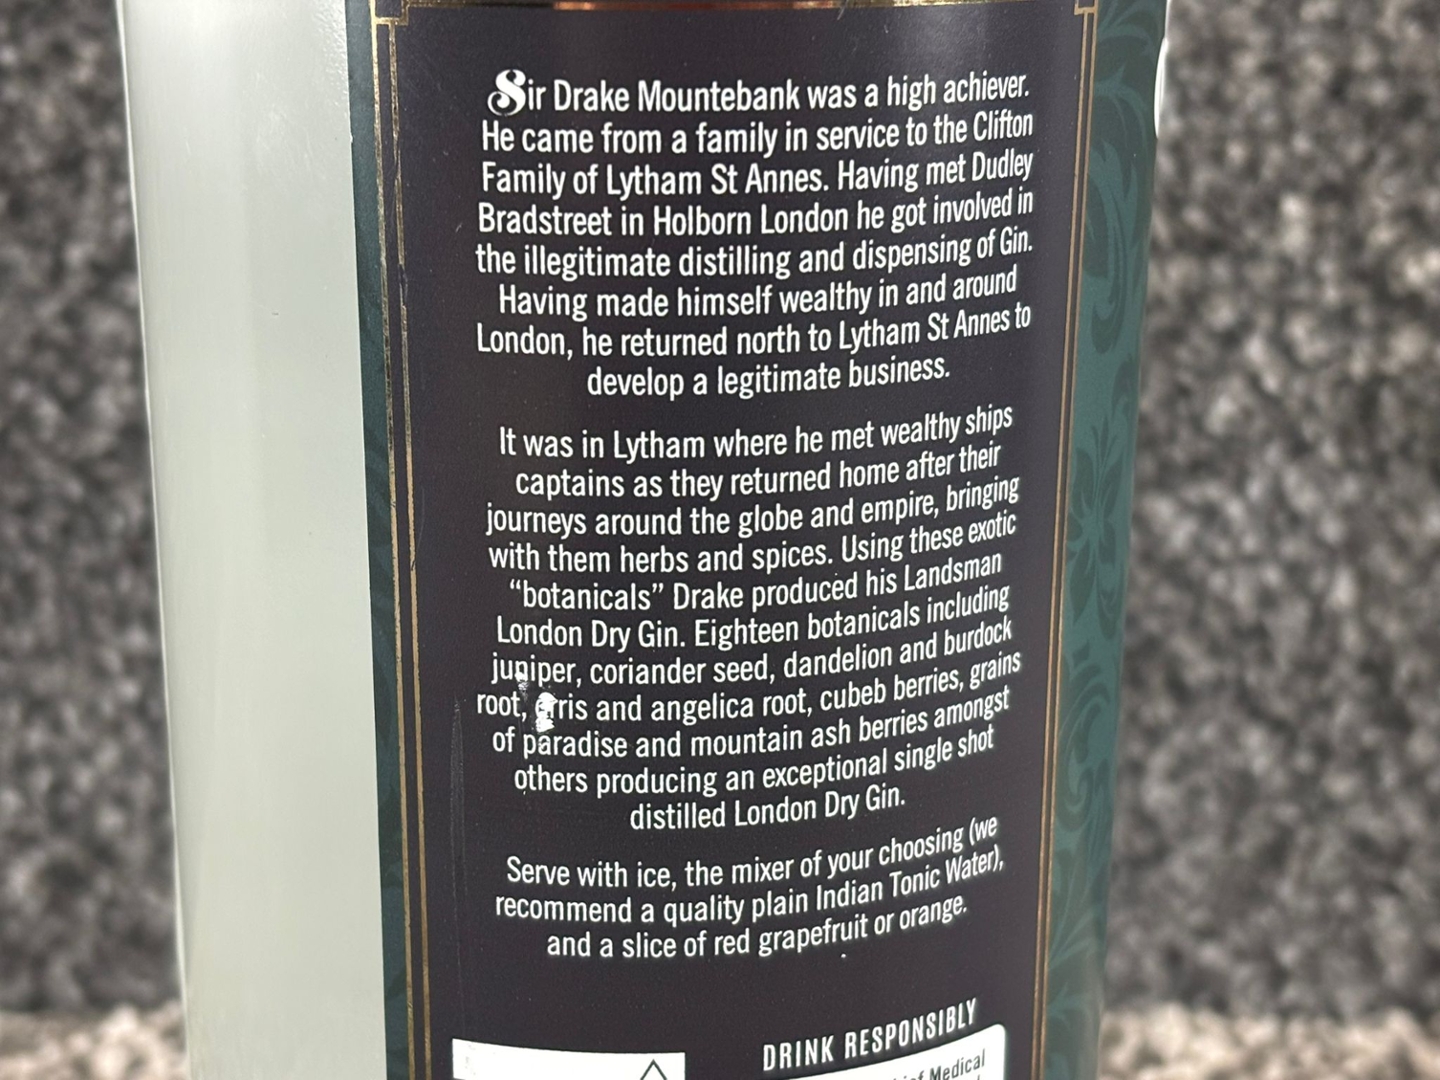 Sir Drake Mountebank was a high achiever.
He came from a family in service to the Clifton
Family of Lytham St Annes. Having met Dudley
Bradstreet in Holborn London he got involved in
the illegitimate distilling and dispensing of Gin.
Having made himself wealthy in and around
London, he returned north to Lytham St Annes to
develop a legitimate business.
It was in Lytham where he met wealthy ships
captains as they returned home after their
journeys around the globe and empire, bringing
with them herbs and spices. Using these exotic
“botanicals” Drake produced his Landsman
London Dry Gin. Eighteen botanicals including
juniper, coriander seed, dandelion and burdock
root, orris and angelica root, cubeb berries, grains
of paradise and mountain ash berries amongst
others producing an exceptional single shot
distilled London Dry Gin.
Serve with ice, the mixer of your choosing (we
recommend a quality plain Indian Tonic Water),
and a slice of red grapefruit or orange.
DRINK RESPONSIBLY
Medical